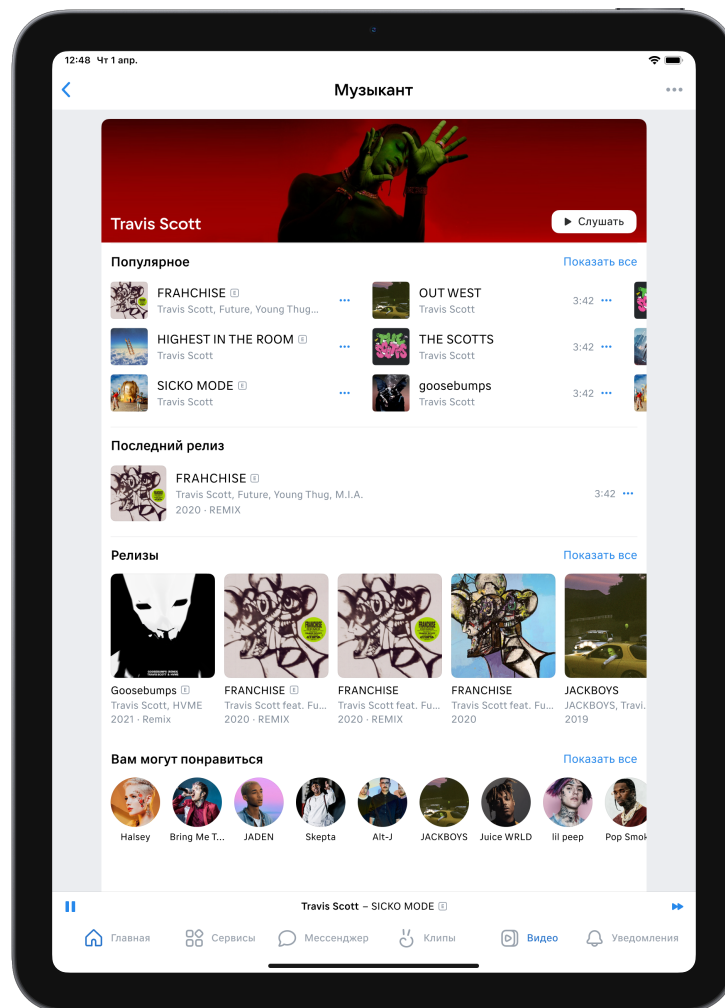 12:48 Чт 1 апр.
Музыкант
Travis Scott
Слушать
Популярное
Показать все
FRAHCHISE E
Travis Scott, Future, Young Thug...
OUT WEST
Travis Scott
3:42
HIGHEST IN THE ROOM E
Travis Scott
THE SCOTTS
Travis Scott
3:42
SICKO MODE E
Travis Scott
goosebumps
Travis Scott
3:42
Последний релиз
FRAHCHISE E
Travis Scott, Future, Young Thug, M.I.A.
2020 · REMIX
3:42
Релизы
Показать все
Goosebumps E
Travis Scott, HVME
2021 · Remix
FRANCHISE E
Travis Scott feat. Fu...
2020 · REMIX
FRANCHISE
Travis Scott feat. Fu...
2020 · REMIX
FRANCHISE
Travis Scott feat. Fu...
2020
JACKBOYS
JACKBOYS, Travi..
2019
Вам могут понравиться
Показать все
Halsey
Bring Me T...
JADEN
Skepta
Alt-J
JACKBOYS
Juice WRLD
lil peep
Pop Smok
Travis Scott – SICKO MODE E
Главная
Сервисы
Мессенджер
Клипы
Видео
Уведомления